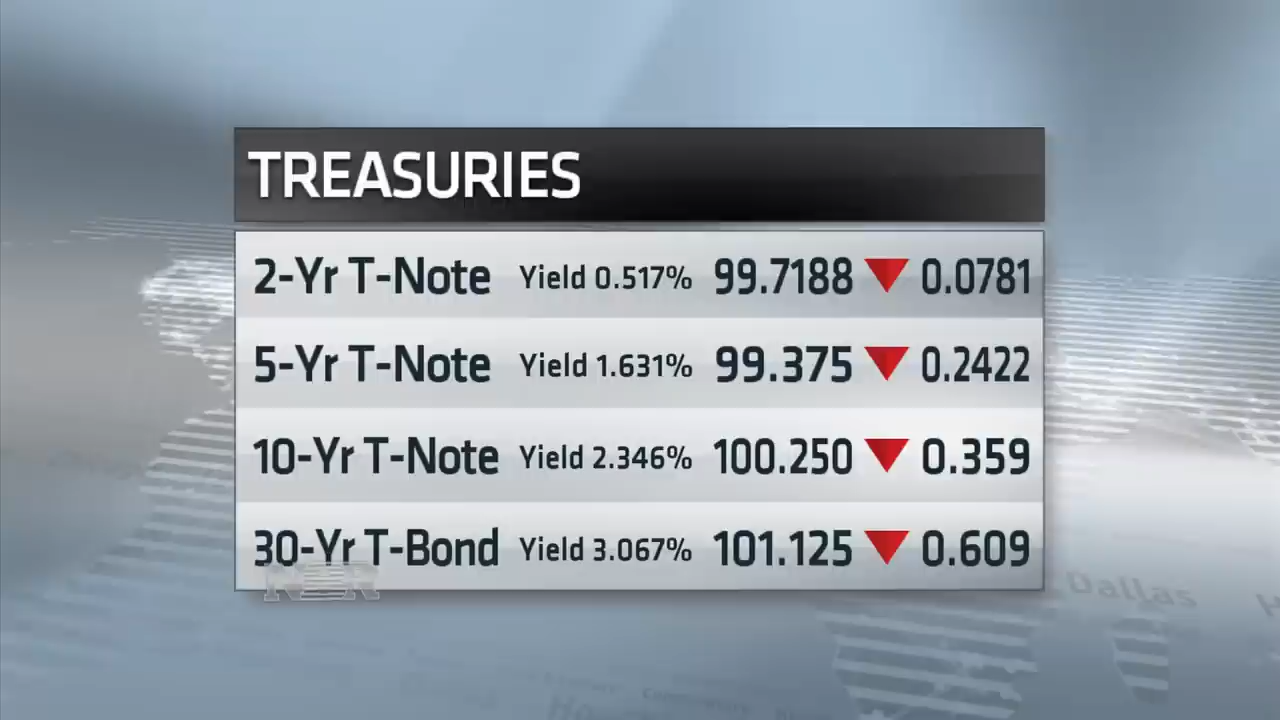 TREASURIES
2-Yr T-Note Yield 0.517% 99.7188 ▼ 0.0781
5-Yr T-Note Yield 1.631% 99.375 ▼ 0.2422
10-Yr T-Note Yield 2.346% 100.250 ▼ 0.359
30-Yr T-Bond Yield 3.067% 101.125 ▼ 0.609
NBR
Dallas